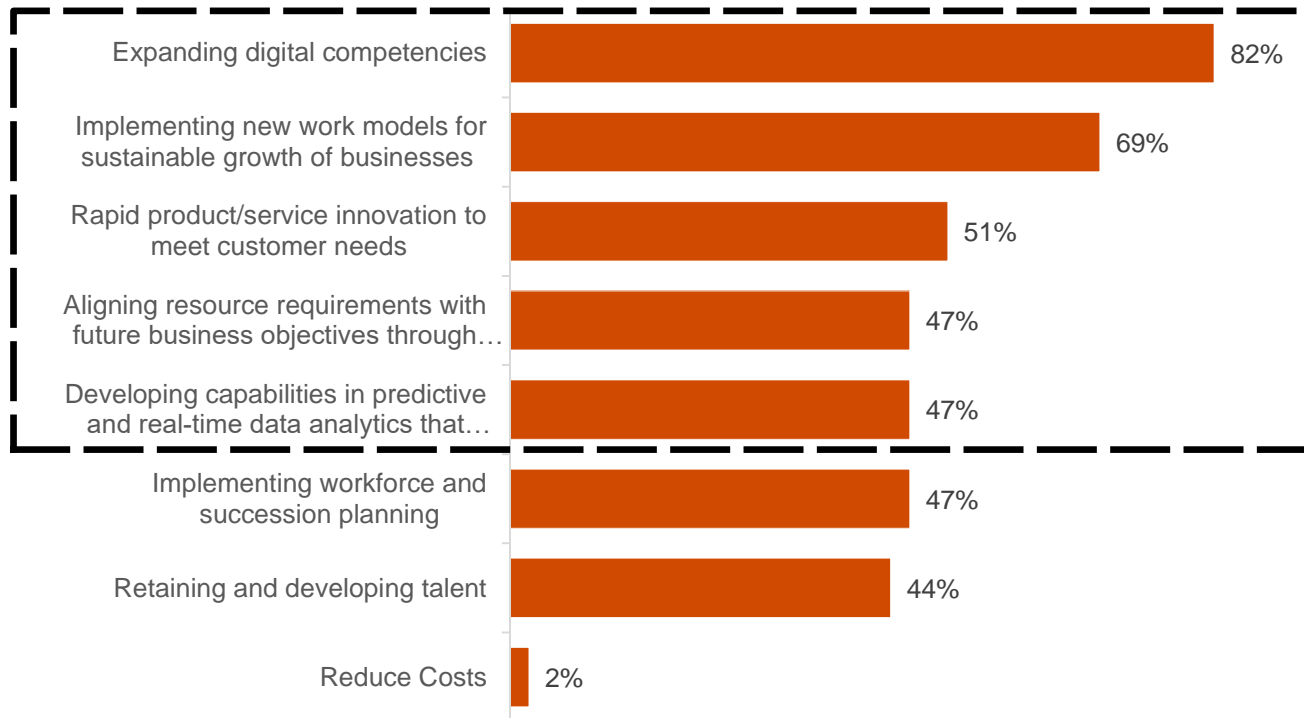 Expanding digital competencies
82%
Implementing new work models for
sustainable growth of businesses
69%
Rapid product/service innovation to
meet customer needs
51%
Aligning resource requirements with
future business objectives through…
47%
Developing capabilities in predictive
and real-time data analytics that…
47%
Implementing workforce and
succession planning
47%
Retaining and developing talent
44%
Reduce Costs
2%